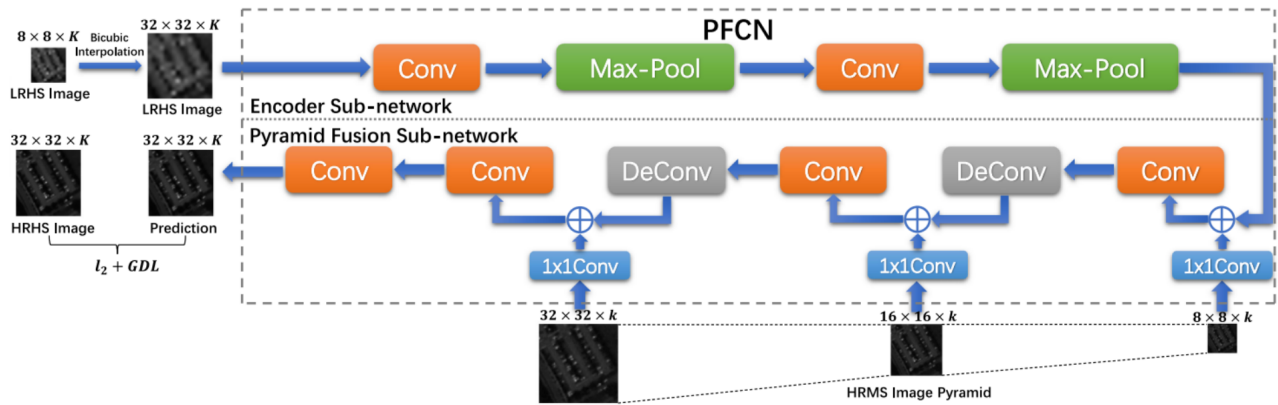 PFCN
8 × 8 × K
Bicubic
Interpolation
32 × 32 × K
LRHS Image
LRHS Image
Conv
Max-Pool
Conv
Max-Pool
Encoder Sub-network
Pyramid Fusion Sub-network
32 × 32 × K
32 × 32 × K
Conv
Conv
DeConv
Conv
DeConv
Conv
HRHS Image
Prediction
l₂ + GDL
1x1Conv
1x1Conv
1x1Conv
32 × 32 × k
16 × 16 × k
8 × 8 × k
HRMS Image Pyramid